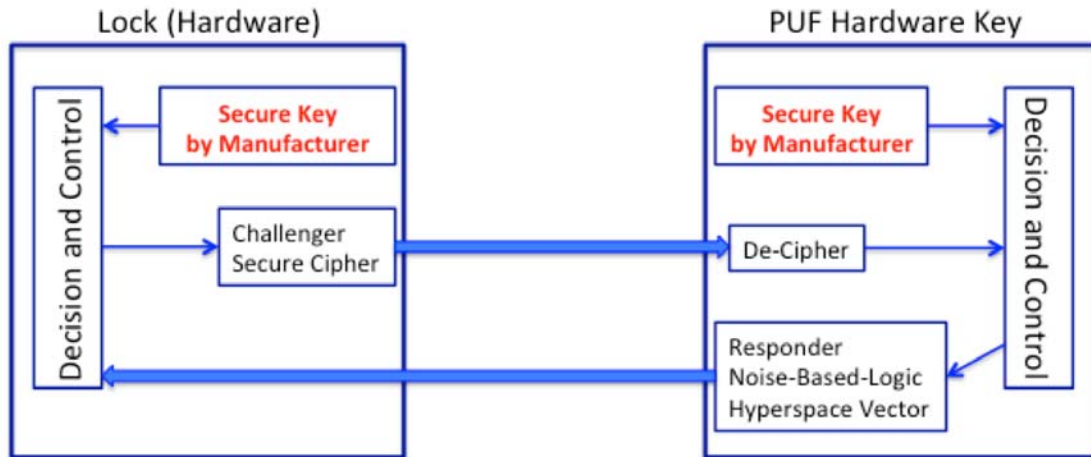 Lock (Hardware)
Decision and Control
Secure Key
by Manufacturer
Challenger
Secure Cipher
PUF Hardware Key
Secure Key
by Manufacturer
De-Cipher
Responder
Noise-Based-Logic
Hyperspace Vector
Decision and Control